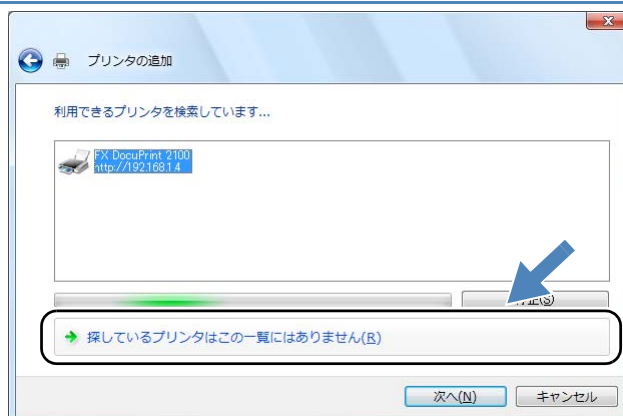 プリンタの追加
利用できるプリンタを検索しています...
FX DocuPrint 2100
http://192.168.1.4
(S)
探しているプリンタはこの一覧にはありません(R)
次へ(N)
キャンセル